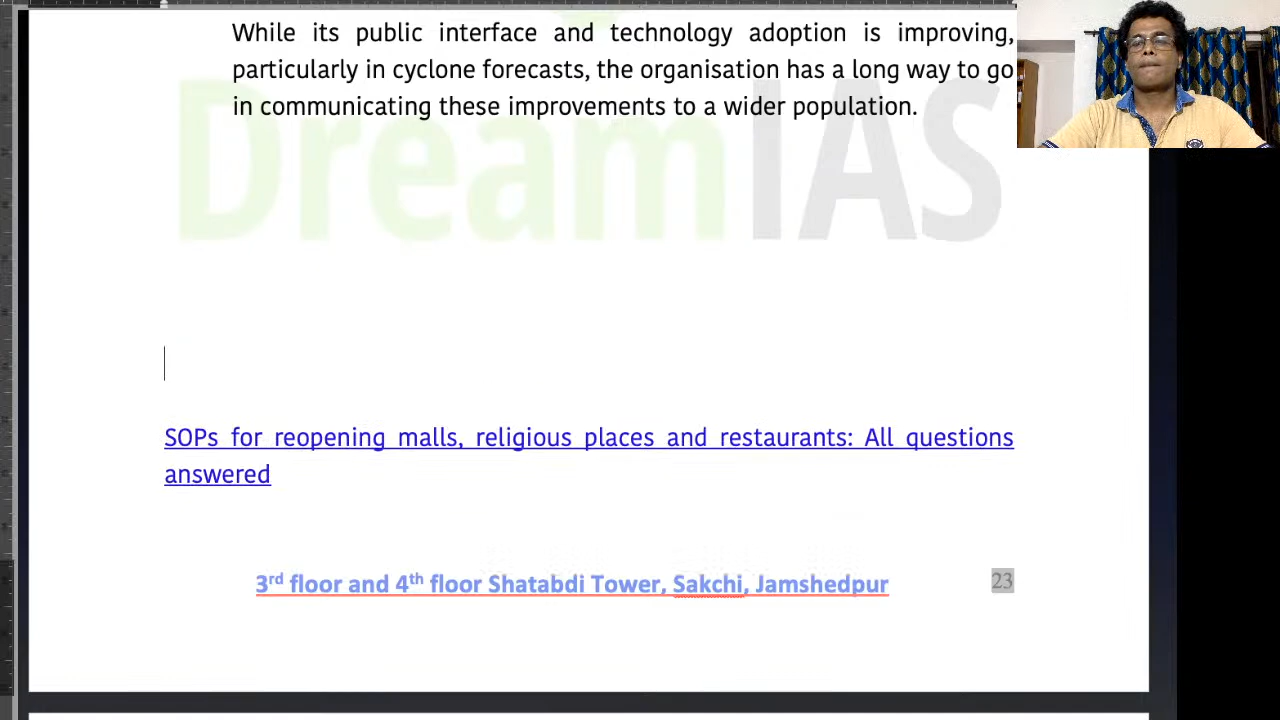 While its public interface and technology adoption is improving,
particularly in cyclone forecasts, the organisation has a long way to go
in communicating these improvements to a wider population.
DreamIAS
SOPs for reopening malls, religious places and restaurants: All questions
answered
3rd floor and 4th floor Shatabdi Tower, Sakchi, Jamshedpur
23